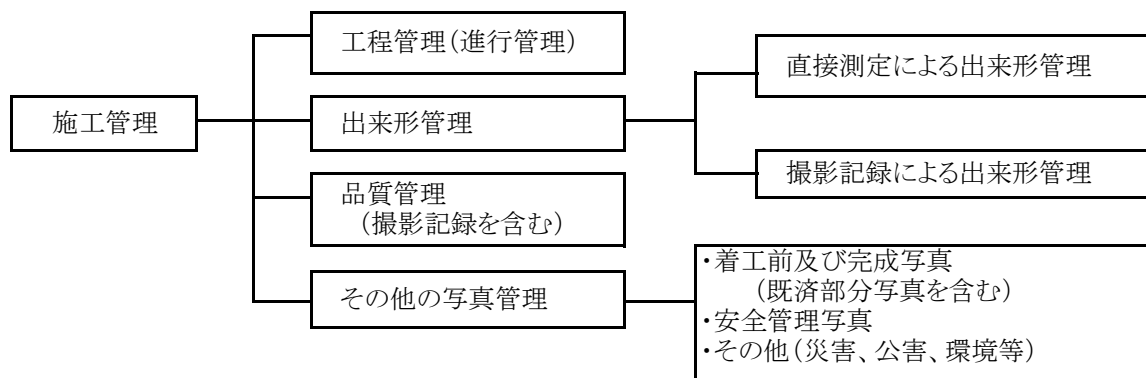 施工管理
工程管理(進行管理)
出来形管理
品質管理
(撮影記録を含む)
その他の写真管理
直接測定による出来形管理
撮影記録による出来形管理
・着工前及び完成写真
(既済部分写真を含む)
・安全管理写真
・その他(災害、公害、環境等)